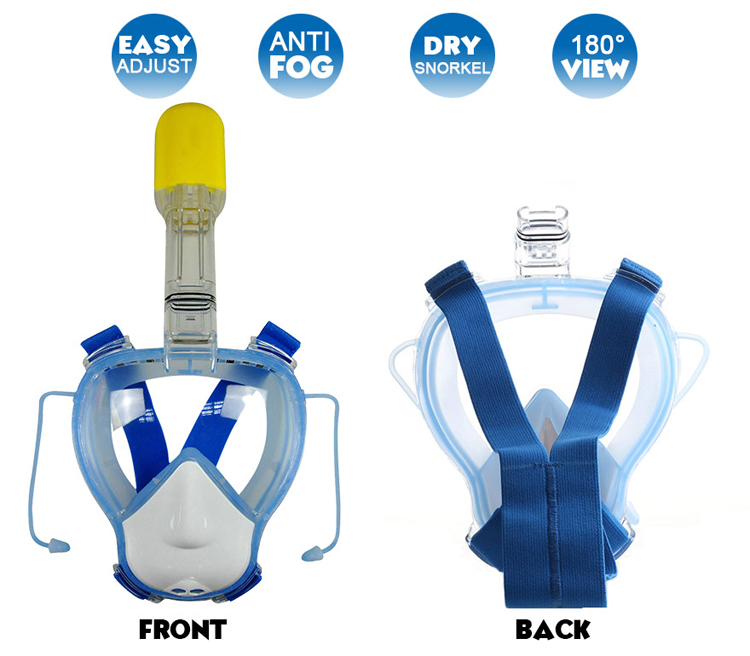 EASY
ADJUST
ANTI
FOG
DRY
SNORKEL
180°
VIEW
FRONT
BACK